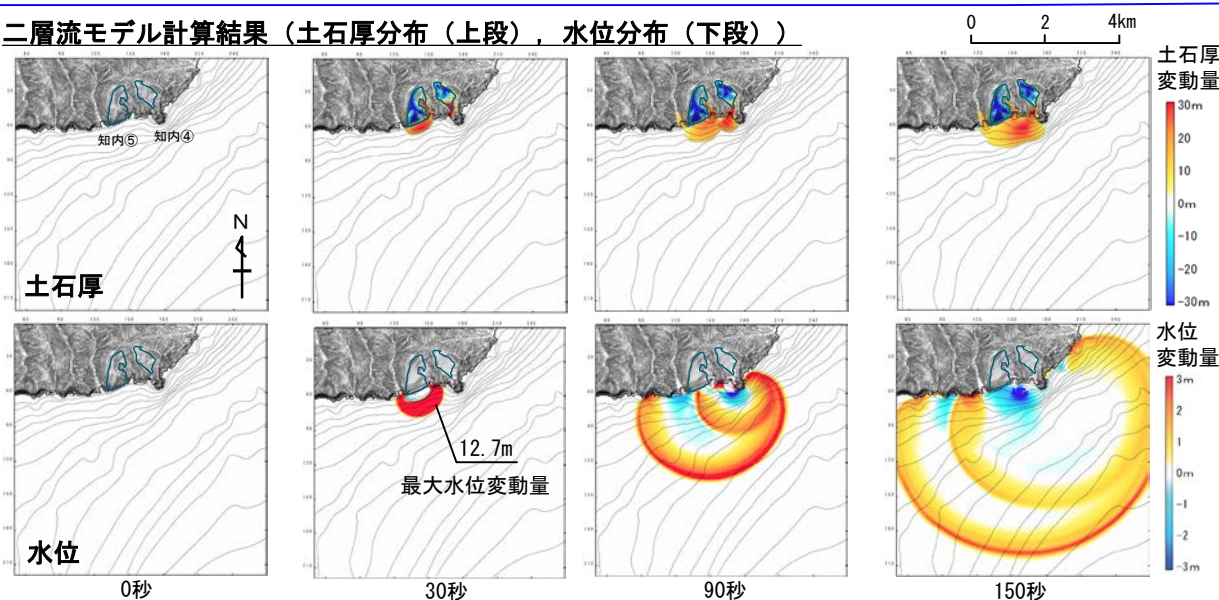 二層流モデル計算結果（土石厚分布（上段），水位分布（下段））
0 2 4km
土石厚
変動量
30m
20
10
0m
-10
-20
-30m
知内⑤ 知内④
N
土石厚
水位
変動量
3m
2
1
0m
-1
-2
-3m
12.7m
最大水位変動量
水位
0秒 30秒 90秒 150秒